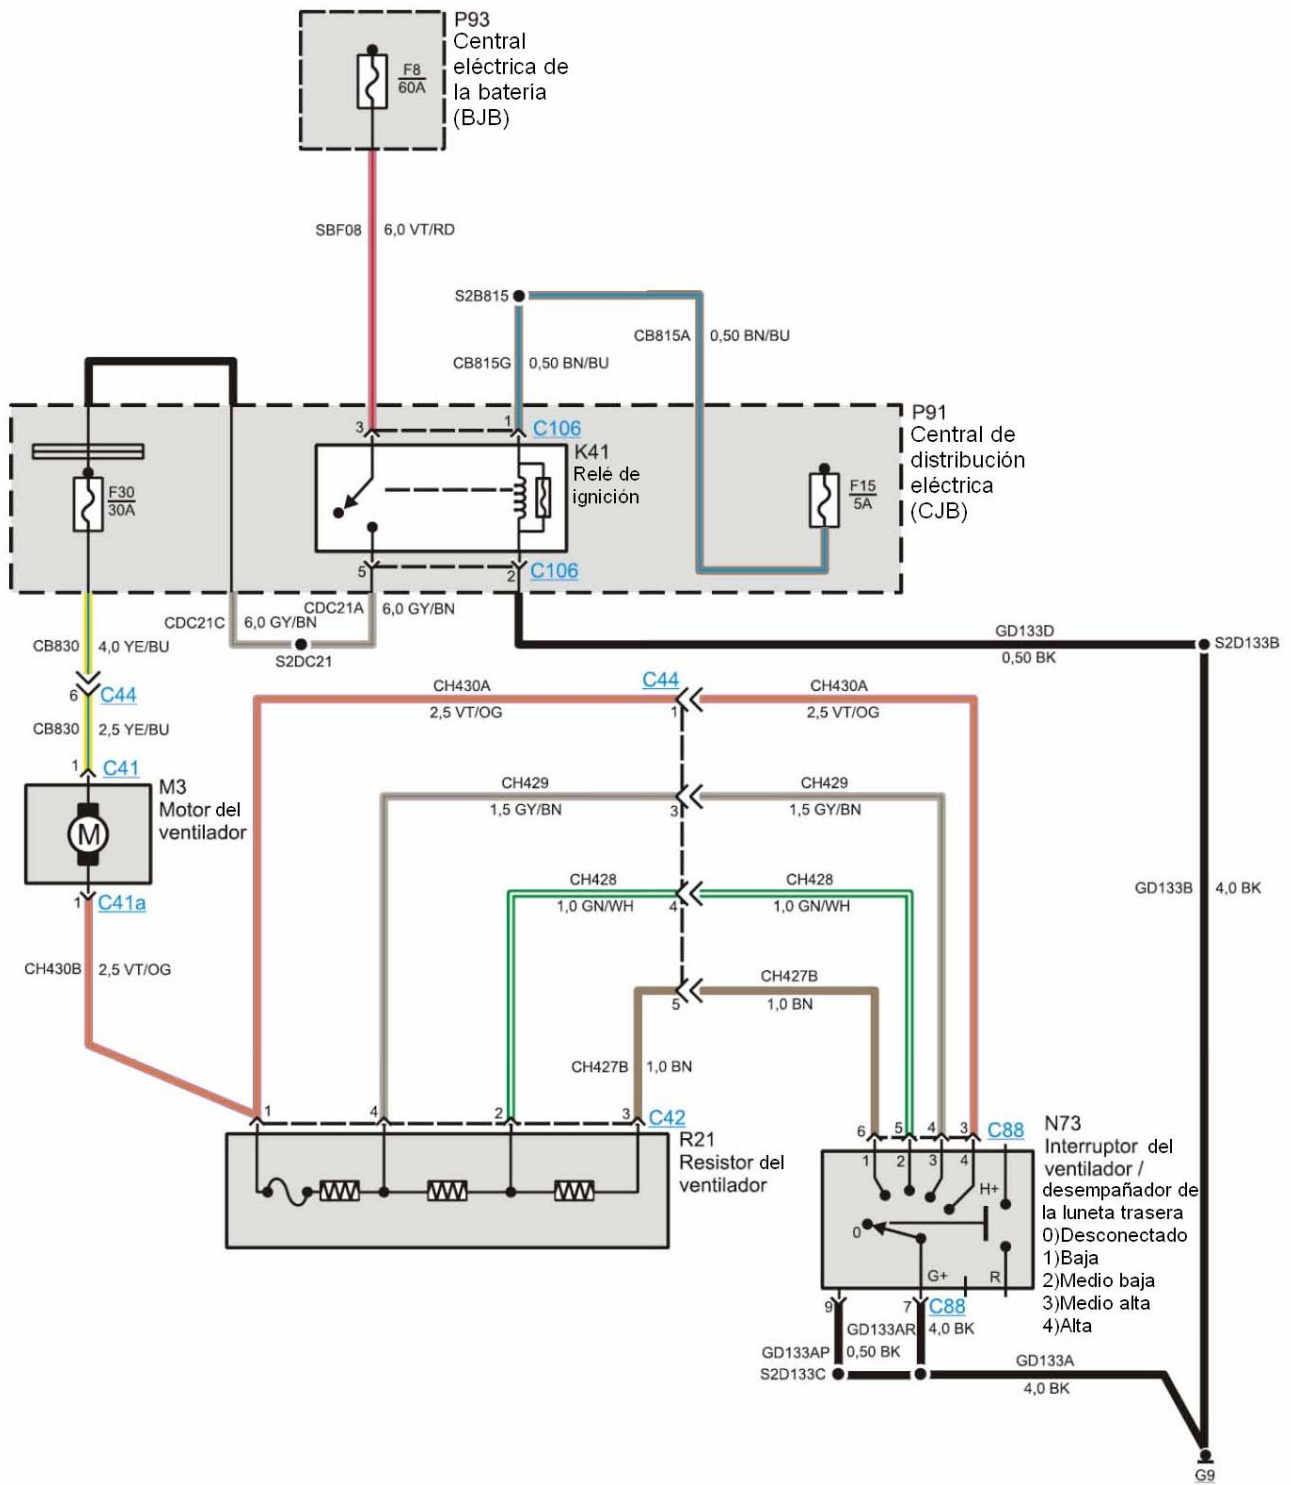 P93
Central
eléctrica de
la bateria
(BJB)
F8
60A
SBF08
6,0 VT/RD
S2B815
CB815A
0,50 BN/BU
CB815G
0,50 BN/BU
P91
Central de
distribución
eléctrica
(CJB)
3
1
C106
K41
Relé de
ignición
F30
30A
F15
5A
5
2
C106
CDC21A
6,0 GY/BN
CDC21C
6,0 GY/BN
S2DC21
GD133D
0,50 BK
S2D133B
CB830
4,0 YE/BU
6
C44
CB830
2,5 YE/BU
1
C41
M3
Motor del
ventilador
M
1
C41a
CH430B
2,5 VT/OG
CH430A
2,5 VT/OG
C44
1
CH430A
2,5 VT/OG
CH429
1,5 GY/BN
3
CH429
1,5 GY/BN
CH428
1,0 GN/WH
4
CH428
1,0 GN/WH
5
CH427B
1,0 BN
CH427B
1,0 BN
GD133B
4,0 BK
1
4
2
3
C42
R21
Resistor del
ventilador
6
5
4
3
C88
1
2
3
4
H+
0
G+
R
N73
Interruptor del
ventilador /
desempañador de
la luneta trasera
0)Desconectado
1)Baja
2)Medio baja
3)Medio alta
4)Alta
9
7
C88
GD133AR
4,0 BK
GD133AP
0,50 BK
S2D133C
GD133A
4,0 BK
G9